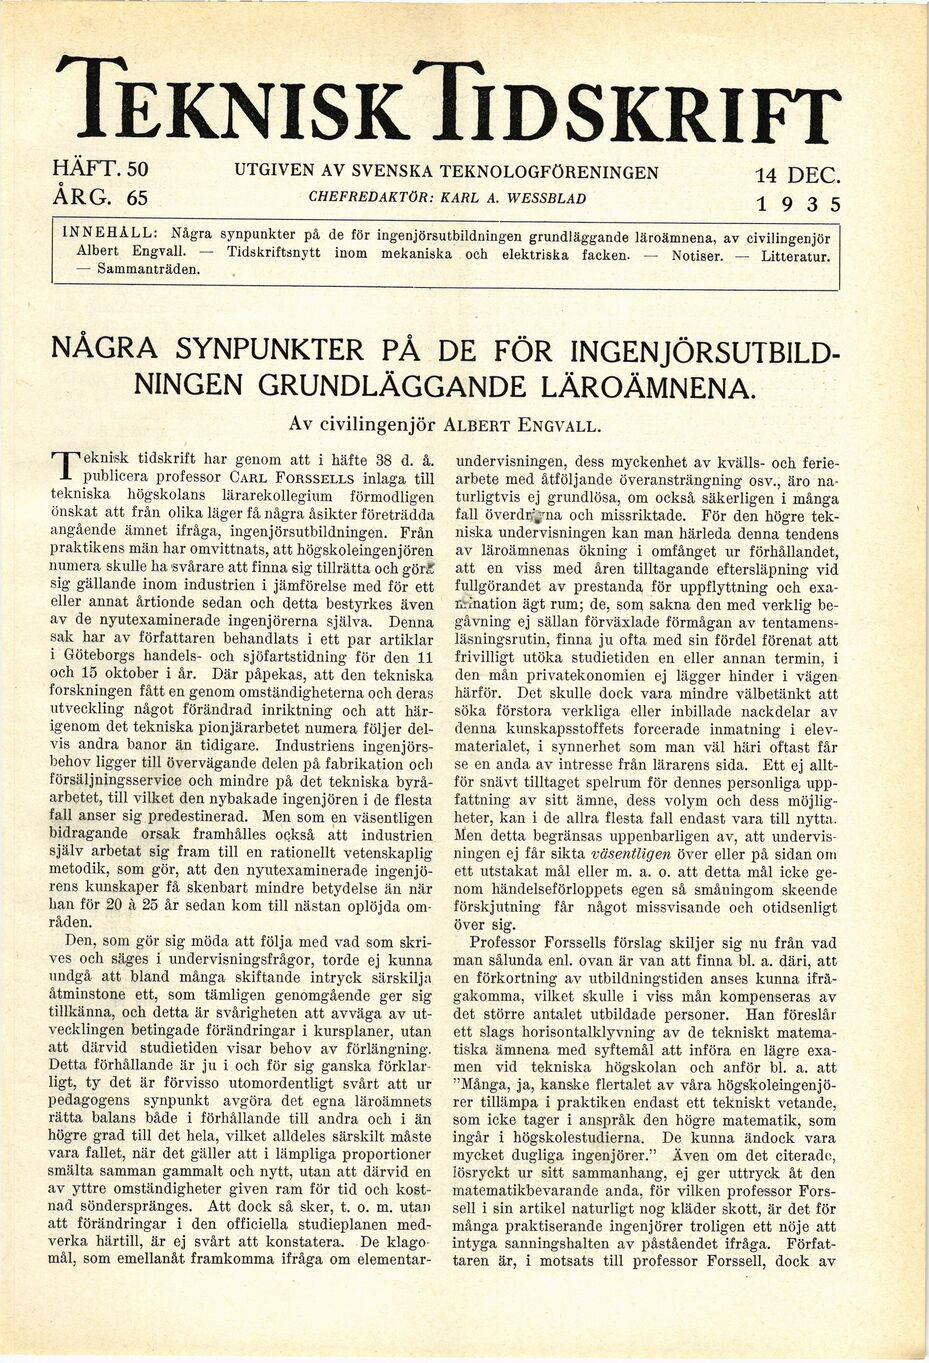 TEKNISK TIDSKRIFT
HÄFT. 50 UTGIVEN AV SVENSKA TEKNOLOGFÖRENINGEN 14 DEC.
ÅRG. 65 CHEFREDAKTÖR: KARL A. WESSBLAD 1 9 3 5
INNEHÅLL: Några synpunkter på de för ingenjörsutbildningen grundläggande läroämnena, av civilingenjör
Albert Engvall. — Tidskriftsnytt inom mekaniska och elektriska facken. — Notiser. — Litteratur.
— Sammanträden.
NÅGRA SYNPUNKTER PÅ DE FÖR INGENJÖRSUTBILD-
NINGEN GRUNDLÄGGANDE LÄROÄMNENA.
Av civilingenjör ALBERT ENGVALL.
Teknisk tidskrift har genom att i häfte 38 d. å.
publicera professor CARL FORSSELLS inlaga till
tekniska högskolans lärarekollegium förmodligen
önskat att från olika läger få några åsikter företrädda
angående ämnet ifråga, ingenjörsutbildningen. Från
praktikens män har omvittnats, att högskoleingenjören
numera skulle ha svårare att finna sig tillrätta och göra
sig gällande inom industrien i jämförelse med för ett
eller annat årtionde sedan och detta bestyrkes även
av de nyutexaminerade ingenjörerna själva. Denna
sak har av författaren behandlats i ett par artiklar
i Göteborgs handels- och sjöfartstidning för den 11
och 15 oktober i år. Där påpekas, att den tekniska
forskningen fått en genom omständigheterna och deras
utveckling något förändrad inriktning och att här-
igenom det tekniska pionjärarbetet numera följer del-
vis andra banor än tidigare. Industriens ingenjörs-
behov ligger till övervägande delen på fabrikation och
försäljningsservice och mindre på det tekniska byrå-
arbetet, till vilket den nybakade ingenjören i de flesta
fall anser sig predestinerad. Men som en väsentligen
bidragande orsak framhålles också att industrien
själv arbetat sig fram till en rationellt vetenskaplig
metodik, som gör, att den nyutexaminerade ingenjö-
rens kunskaper få skenbart mindre betydelse än när
han för 20 à 25 år sedan kom till nästan oplöjda om-
råden.
Den, som gör sig möda att följa med vad som skri-
ves och säges i undervisningsfrågor, torde ej kunna
undgå att bland många skiftande intryck särskilja
åtminstone ett, som tämligen genomgående ger sig
tillkänna, och detta är svårigheten att avväga av ut-
vecklingen betingade förändringar i kursplaner, utan
att därvid studietiden visar behov av förlängning.
Detta förhållande är ju i och för sig ganska förklar-
ligt, ty det är förvisso utomordentligt svårt att ur
pedagogens synpunkt avgöra det egna läroämnets
rätta balans både i förhållande till andra och i än
högre grad till det hela, vilket alldeles särskilt måste
vara fallet, när det gäller att i lämpliga proportioner
smälta samman gammalt och nytt, utan att därvid en
av yttre omständigheter given ram för tid och kost-
nad söndersprängcs. Att dock så sker, t. o. m. utan
att förändringar i den officiella studieplanen med-
verka härtill, är ej svårt att konstatera. De klago-
mål, som emellanåt framkomma ifråga om elementar-
undervisningen, dess myckenhet av kvälls- och ferie-
arbete med åtföljande överansträngning osv., äro na-
turligtvis ej grundlösa, om också säkerligen i många
fall överdrivna och missriktade. För den högre tek-
niska undervisningen kan man härleda denna tendens
av läroämnenas ökning i omfånget ur förhållandet,
att en viss med åren tilltagande eftersläpning vid
fullgörandet av prestanda för uppflyttning och exa-
mination ägt rum; de, som sakna den med verklig be-
gåvning ej sällan förväxlade förmågan av tentamens-
läsningsrutin, finna ju ofta med sin fördel förenat att
frivilligt utöka studietiden en eller annan termin, i
den mån privatekonomien ej lägger hinder i vägen
härför. Det skulle dock vara mindre välbetänkt att
söka förstora verkliga eller inbillade nackdelar av
denna kunskapsstoffets forcerade inmatning i elev-
materialet, i synnerhet som man väl häri oftast får
se en anda av intresse från lärarens sida. Ett ej allt-
för snävt tilltaget spelrum för dennes personliga upp-
fattning av sitt ämne, dess volym och dess möjlig-
heter, kan i de allra flesta fall endast vara till nytta.
Men detta begränsas uppenbarligen av, att undervis-
ningen ej får sikta väsentligen över eller på sidan om
ett utstakat mål eller m. a. o. att detta mål icke ge-
nom händelseförloppets egen så småningom skeende
förskjutning får något missvisande och otidsenligt
över sig.
Professor Forssells förslag skiljer sig nu från vad
man sålunda enl. ovan är van att finna bl. a. däri, att
en förkortning av utbildningstiden anses kunna ifrå-
gakomma, vilket skulle i viss mån kompenseras av
det större antalet utbildade personer. Han föreslår
ett slags horisontalklyvning av de tekniskt matema-
tiska ämnena med syftemål att införa en lägre exa-
men vid tekniska högskolan och anför bl. a. att
"Många, ja, kanske flertalet av våra högskoleingenjö-
rer tillämpa i praktiken endast ett tekniskt vetande,
som icke tager i anspråk den högre matematik, som
ingår i högskolestudierna. De kunna ändock vara
mycket dugliga ingenjörer." Även om det citerade,
lösryckt ur sitt sammanhang, ej ger uttryck åt den
matematikbevarande anda, för vilken professor Fors-
sell i sin artikel naturligt nog kläder skott, är det för
många praktiserande ingenjörer troligen ett nöje att
intyga sanningshalten av påståendet ifråga. Förfat-
taren är, i motsats till professor Forssell, dock av